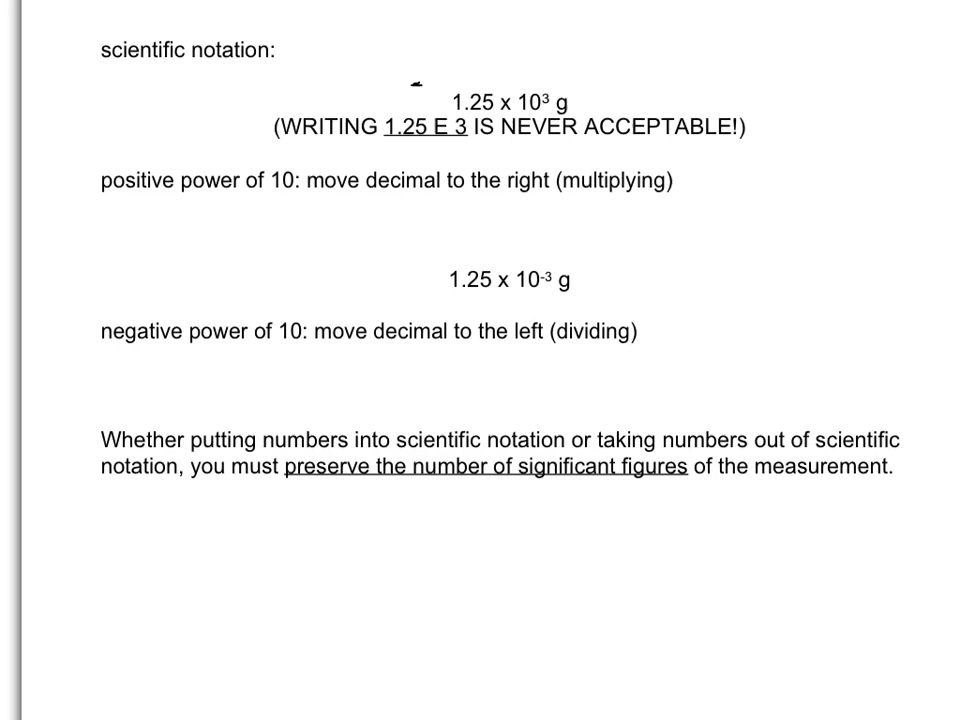 scientific notation:
1.25 x 10³ g
(WRITING 1.25 E 3 IS NEVER ACCEPTABLE!)
positive power of 10: move decimal to the right (multiplying)
1.25 x 10⁻³ g
negative power of 10: move decimal to the left (dividing)
Whether putting numbers into scientific notation or taking numbers out of scientific
notation, you must preserve the number of significant figures of the measurement.